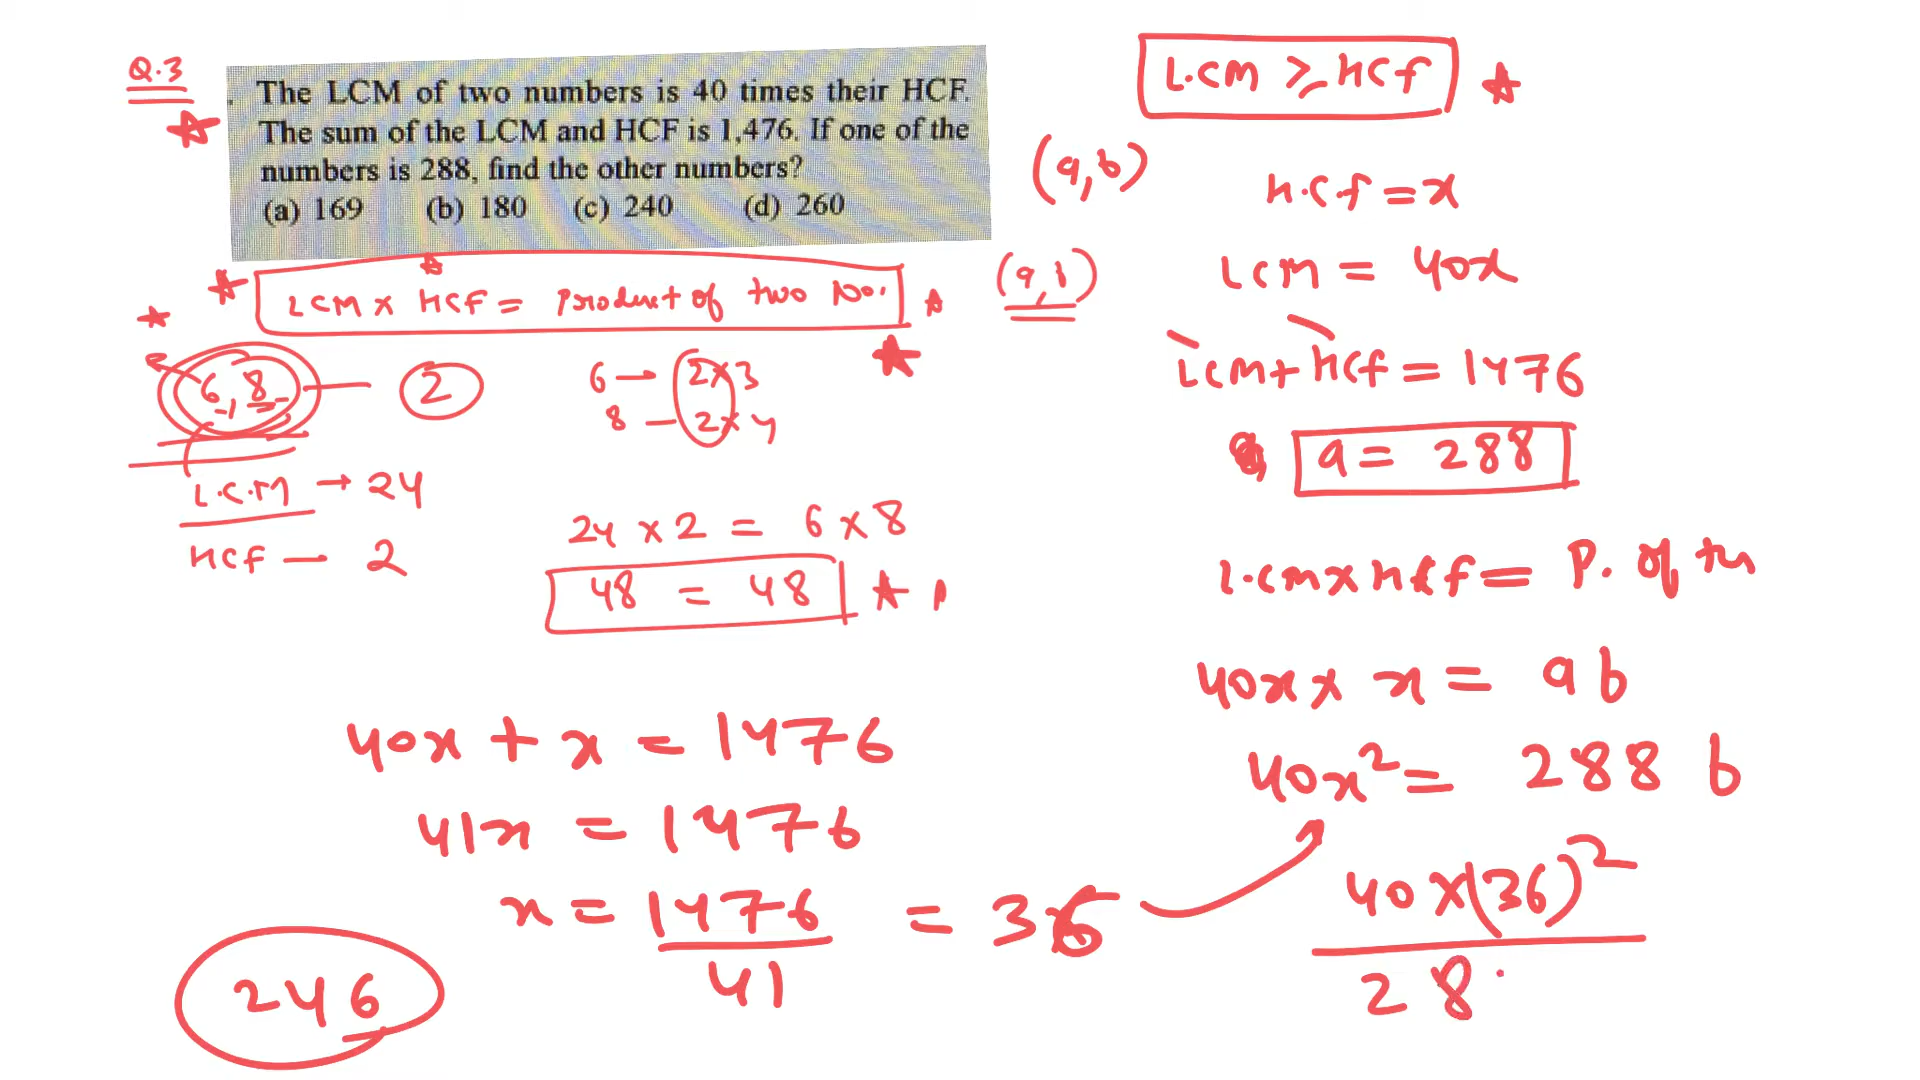 Q.3
The LCM of two numbers is 40 times their HCF.
The sum of the LCM and HCF is 1,476. If one of the
numbers is 288, find the other numbers?
(a) 169 (b) 180 (c) 240 (d) 260
LCM x HCF = Product of two No.
6, 8 — 2
6 → 2x3
8 — 2x4
L.C.M → 24
HCF — 2
24 x 2 = 6 x 8
48 = 48
40x + x = 1476
41x = 1476
x = 1476 = 36
41
246
L.CM ≥ HCF
(a,b)
H.C.F = x
(a,b)
LCM = 40x
LCM + HCF = 1476
a = 288
L.CM x HCF = P. of
40x x x = ab
40x² = 288 b
40 x (36)²
28